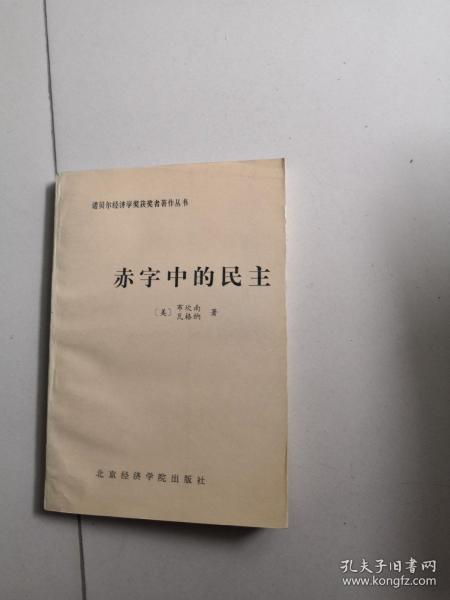 诺贝尔经济学奖获奖者著作丛书
赤字中的民主
〔美〕布坎南 瓦格纳 著
北京经济学院出版社
孔夫子旧书网
www.kongfz.com